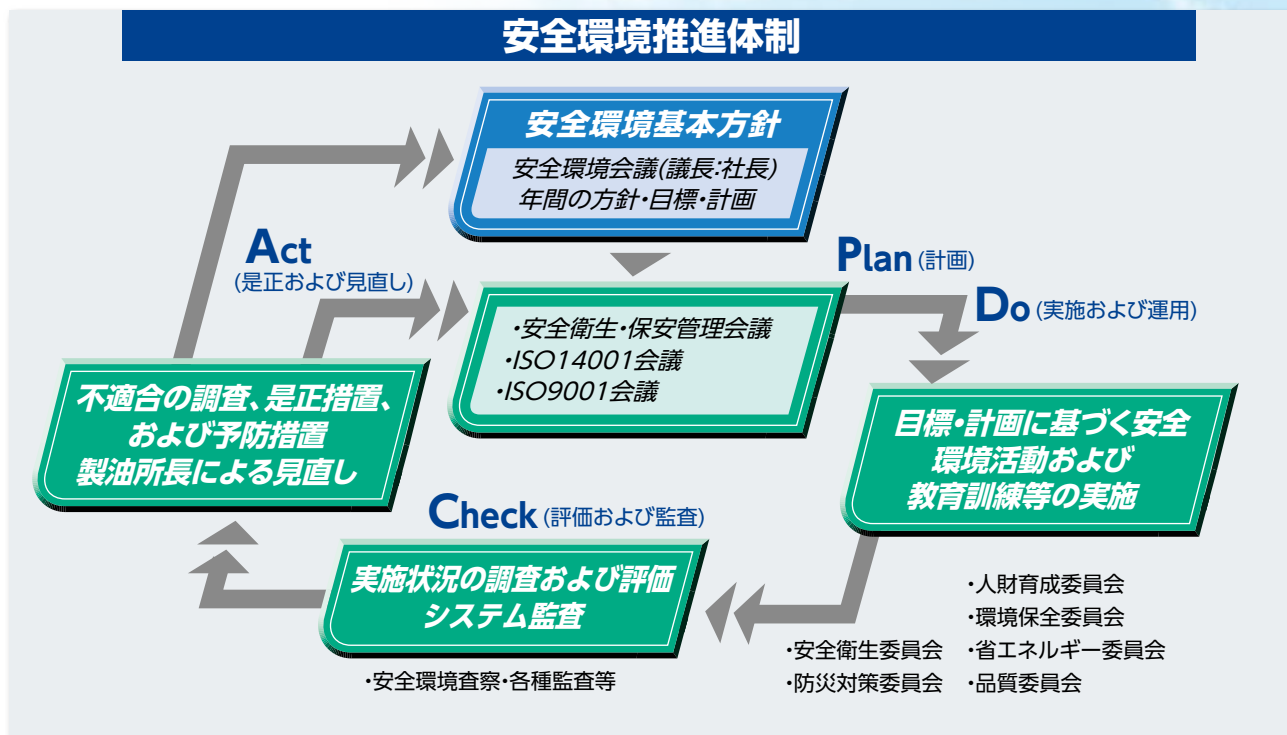 安全環境推進体制
安全環境基本方針
安全環境会議(議長:社長)
年間の方針・目標・計画
Act
(是正および見直し)
Plan (計画)
Do (実施および運用)
・安全衛生・保安管理会議
・ISO14001会議
・ISO9001会議
不適合の調査、是正措置、
および予防措置
製油所長による見直し
目標・計画に基づく安全
環境活動および
教育訓練等の実施
Check (評価および監査)
実施状況の調査および評価
システム監査
・安全環境査察・各種監査等
・人財育成委員会
・環境保全委員会
・安全衛生委員会 ・省エネルギー委員会
・防災対策委員会 ・品質委員会